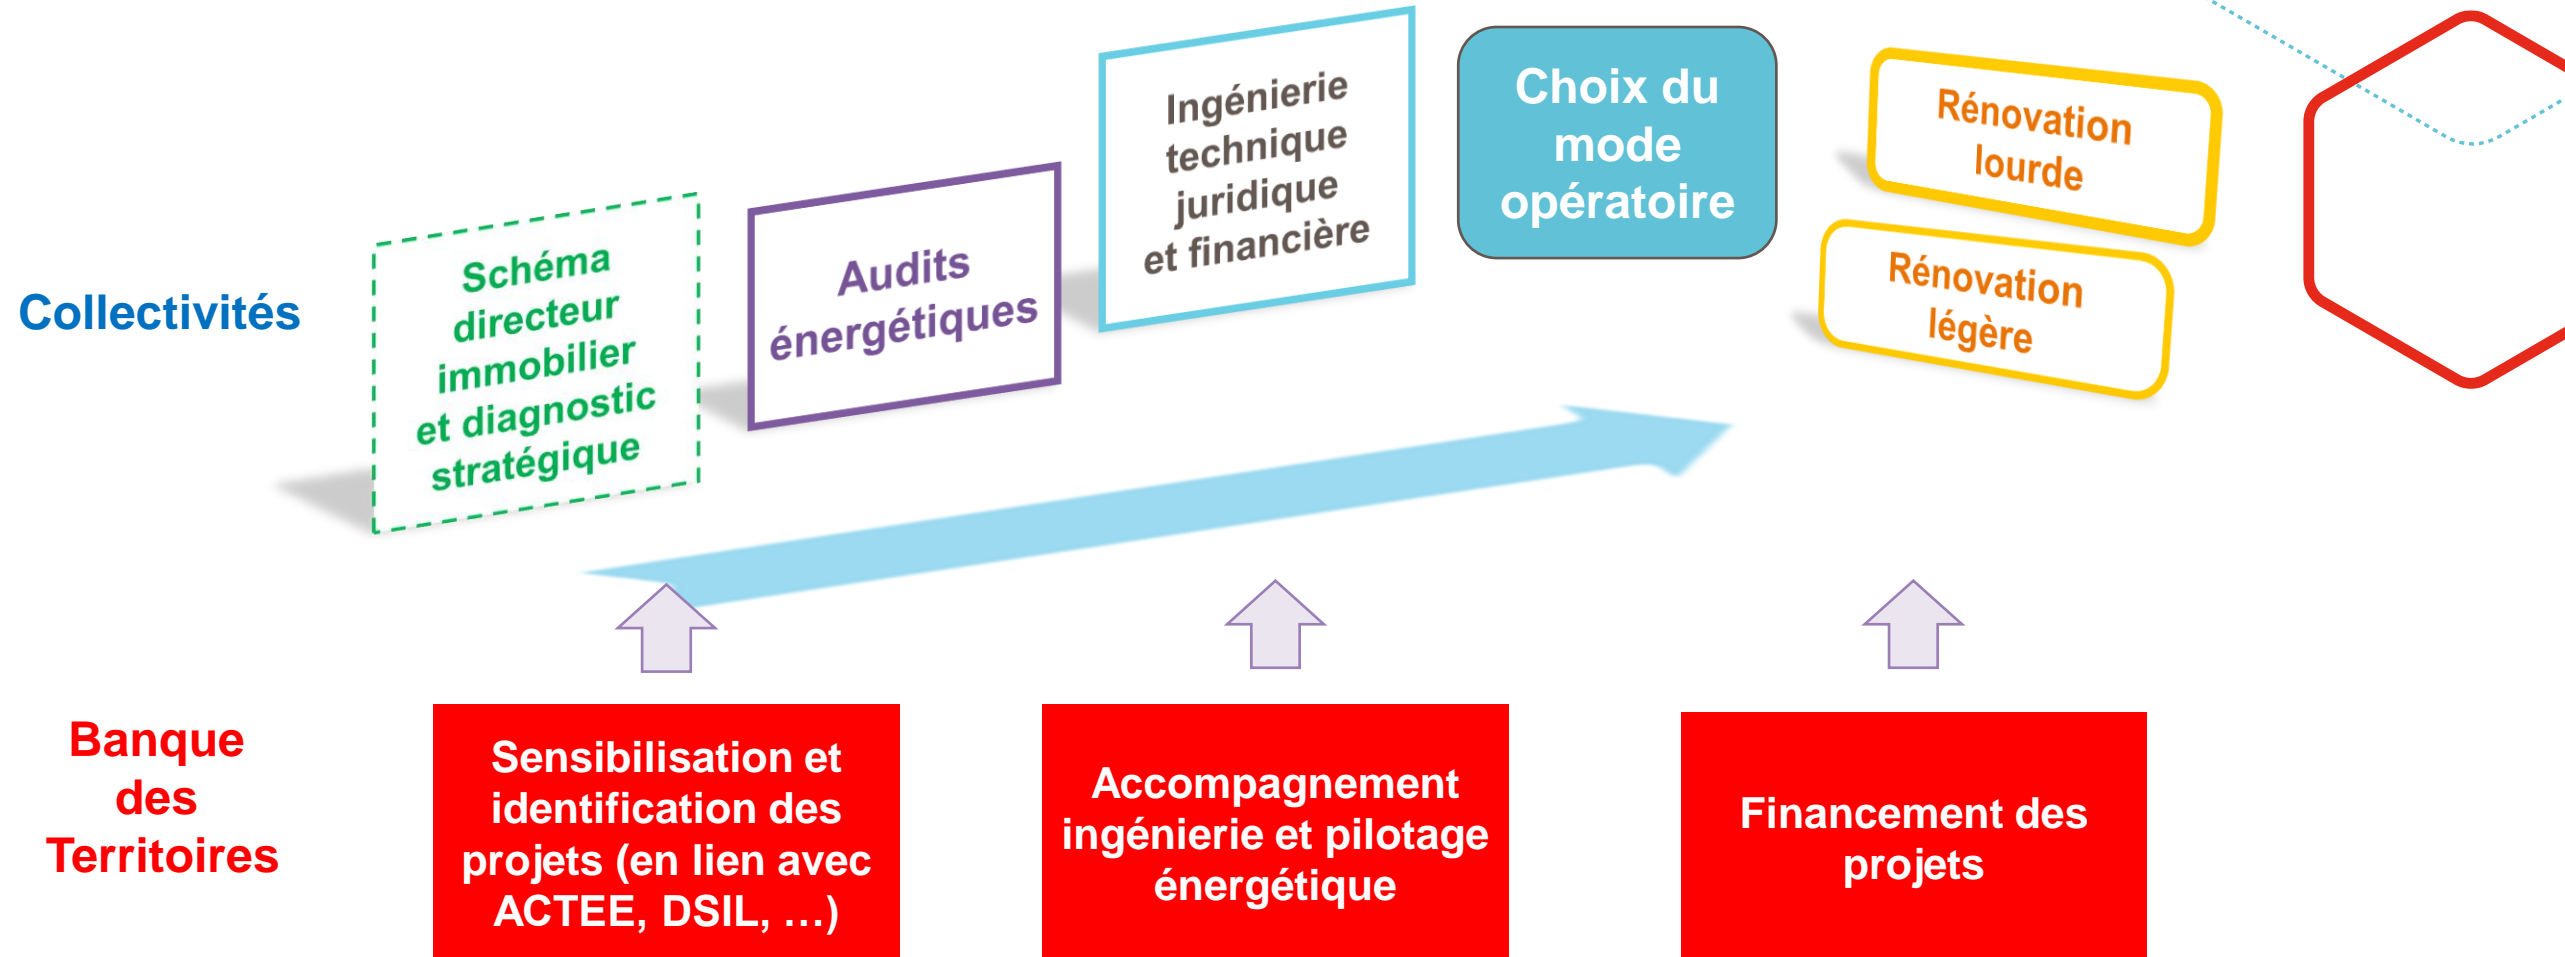 Collectivités
Schéma
directeur
immobilier
et diagnostic
stratégique
Audits
énergétiques
Ingénierie
technique
juridique
et financière
Choix du
mode
opératoire
Rénovation
lourde
Rénovation
légère
Banque
des
Territoires
Sensibilisation et
identification des
projets (en lien avec
ACTEE, DSIL, …)
Accompagnement
ingénierie et pilotage
énergétique
Financement des
projets